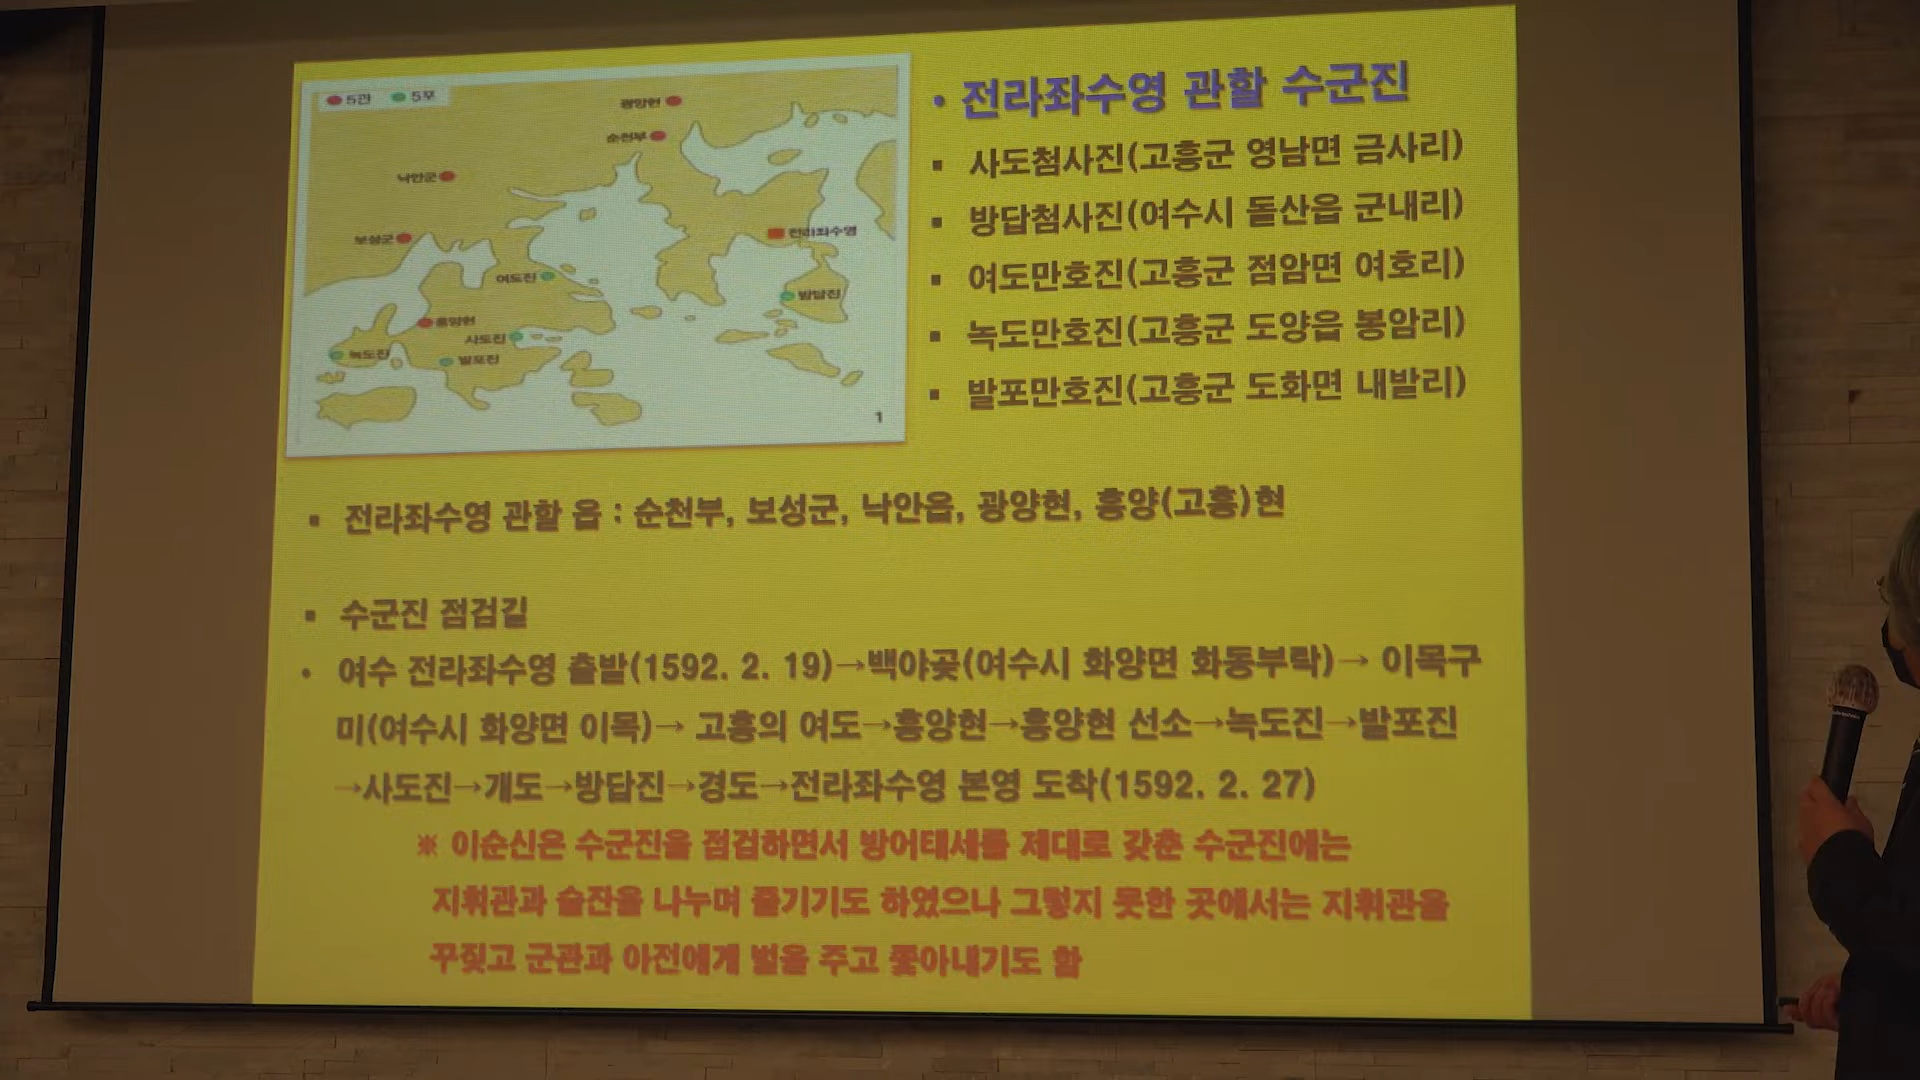 5관 5포
광양현
순천부
낙안군
보성군
전라좌수영
여도진
방답진
흥양현
사도진
녹도진
발포진
1
• 전라좌수영 관할 수군진
▪ 사도첨사진(고흥군 영남면 금사리)
▪ 방답첨사진(여수시 돌산읍 군내리)
▪ 여도만호진(고흥군 점암면 여호리)
▪ 녹도만호진(고흥군 도양읍 봉암리)
▪ 발포만호진(고흥군 도화면 내발리)
▪ 전라좌수영 관할 읍 : 순천부, 보성군, 낙안읍, 광양현, 흥양(고흥)현
▪ 수군진 점검길
• 여수 전라좌수영 출발(1592. 2. 19)→백야곶(여수시 화양면 화동부락)→ 이목구
미(여수시 화양면 이목)→ 고흥의 여도→흥양현→흥양현 선소→녹도진→발포진
→사도진→개도→방답진→경도→전라좌수영 본영 도착(1592. 2. 27)
※ 이순신은 수군진을 점검하면서 방어태세를 제대로 갖춘 수군진에는
지휘관과 술잔을 나누며 즐기기도 하였으나 그렇지 못한 곳에서는 지휘관을
꾸짖고 군관과 아전에게 벌을 주고 쫓아내기도 함